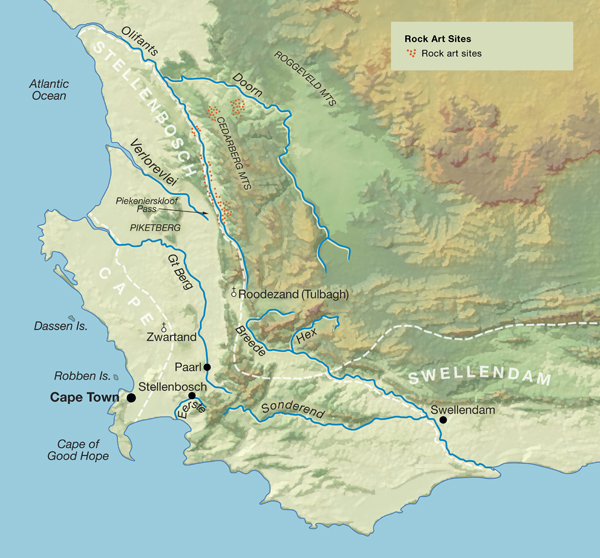 Rock Art Sites
Rock art sites
Olifants
STELLENBOSCH
Doorn
ROGGEVELD MTS
Atlantic
Ocean
CEDARBERG MTS
Verlorevlei
Piekenierskloof
Pass
PIKETBERG
Gt Berg
CAPE
Roodezand (Tulbagh)
Dassen Is.
Zwartand
Breede
Hex
Paarl
Robben Is.
SWELLENDAM
Stellenbosch
Cape Town
Eerste
Sonderend
Swellendam
Cape of
Good Hope